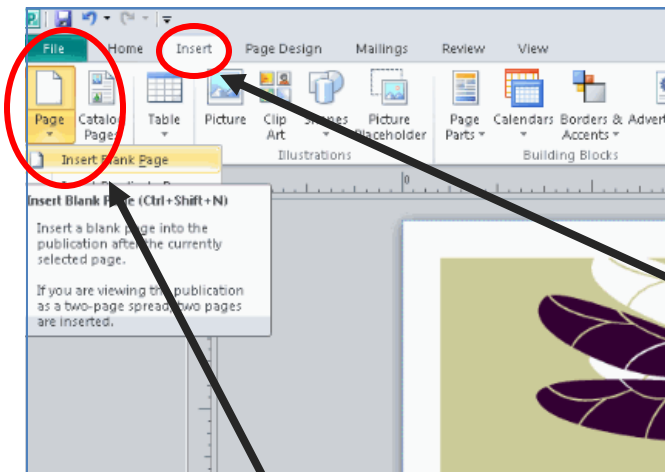 File Home Insert Page Design Mailings Review View
Page Catalog Pages Table Picture Clip Art Picture Placeholder Page Parts Calendars Borders & Accents
Illustrations Building Blocks
Insert Blank Page
0
Insert Blank (Ctrl+Shift+N)
Insert a blank page into the
publication after the currently
selected page.
If you are viewing the publication
as a two-page spread, two pages
are inserted.